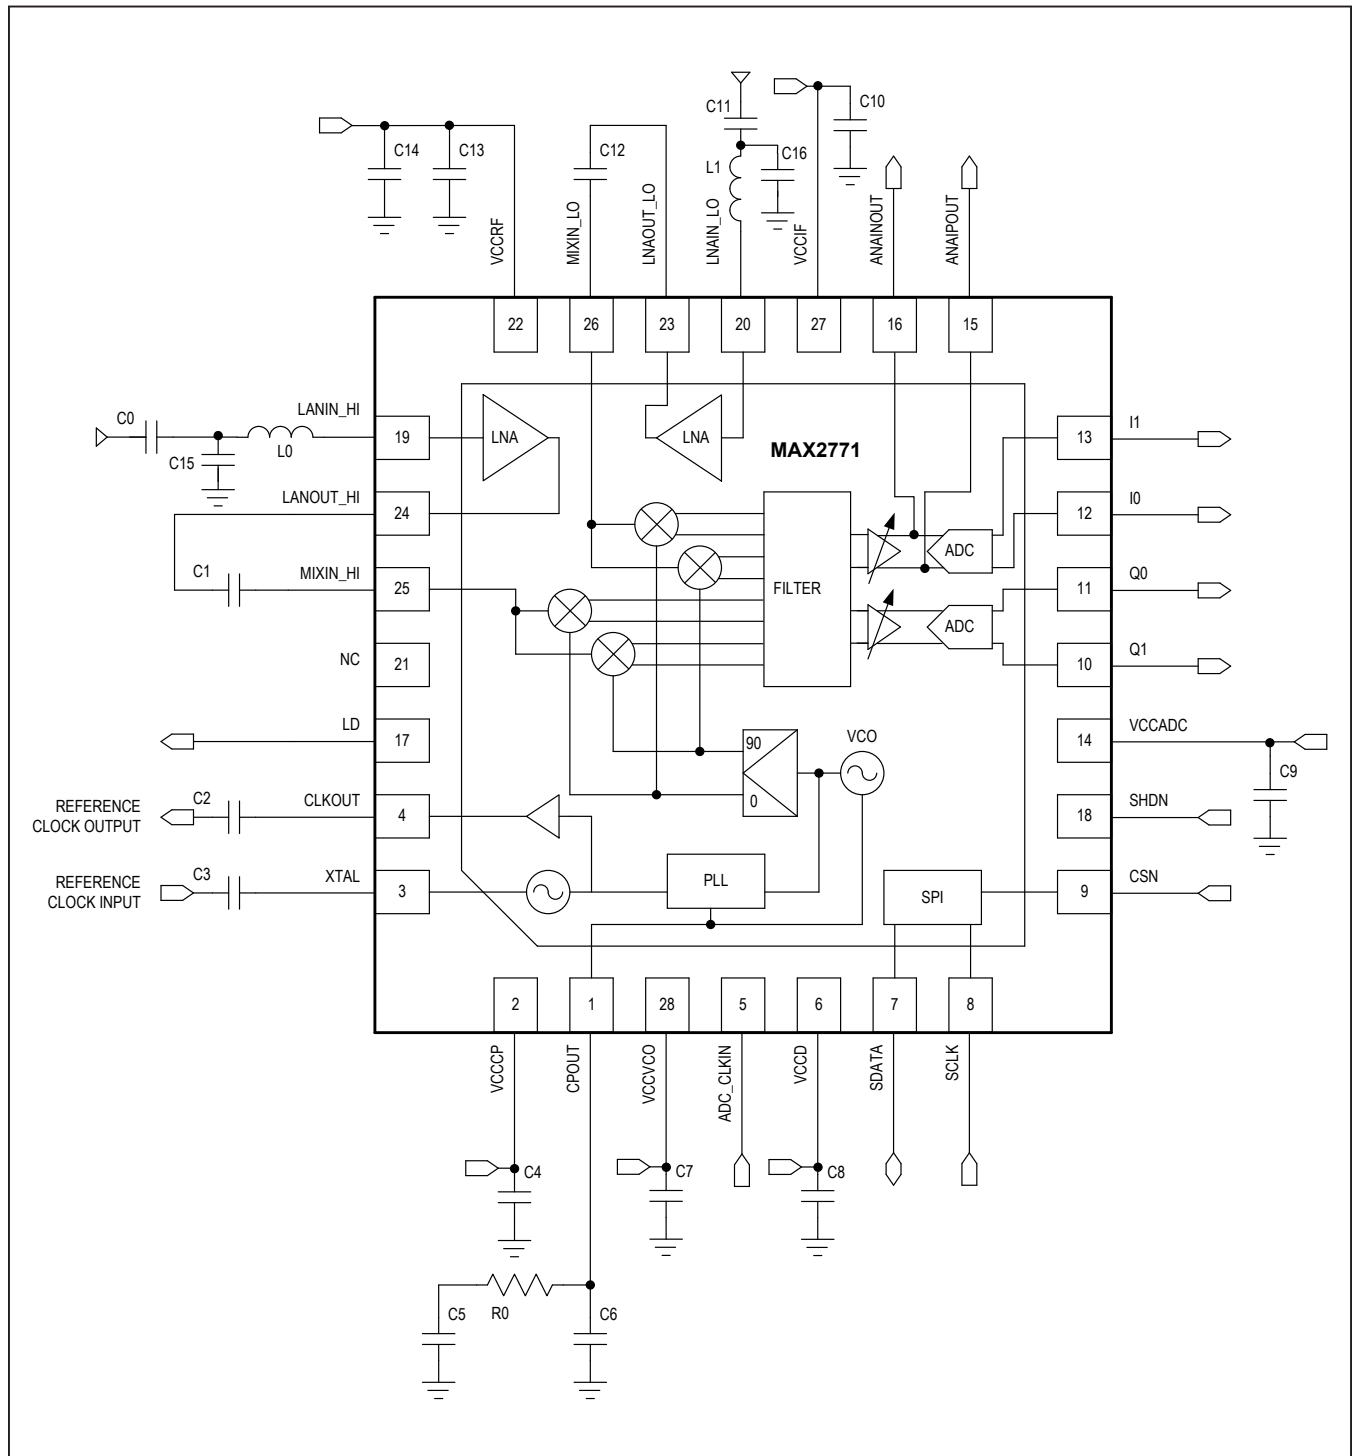 C11
C10
C14
C13
C12
L1
C16
VCCRF
MIXIN_LO
LNAOUT_LO
LNAIN_LO
VCCIF
ANAINOUT
ANAIPOUT
22
26
23
20
27
16
15
C0
C15
L0
LANIN_HI
19
LNA
LNA
MAX2771
13
I1
LANOUT_HI
24
12
I0
C1
MIXIN_HI
25
FILTER
ADC
11
Q0
ADC
NC
21
10
Q1
LD
17
90
0
VCO
14
VCCADC
C9
REFERENCE
CLOCK OUTPUT
C2
CLKOUT
4
18
SHDN
REFERENCE
CLOCK INPUT
C3
XTAL
3
PLL
SPI
9
CSN
2
1
28
5
6
7
8
VCCCP
CPOUT
VCCVCO
ADC_CLKIN
VCCD
SDATA
SCLK
C4
C7
C8
C5
R0
C6